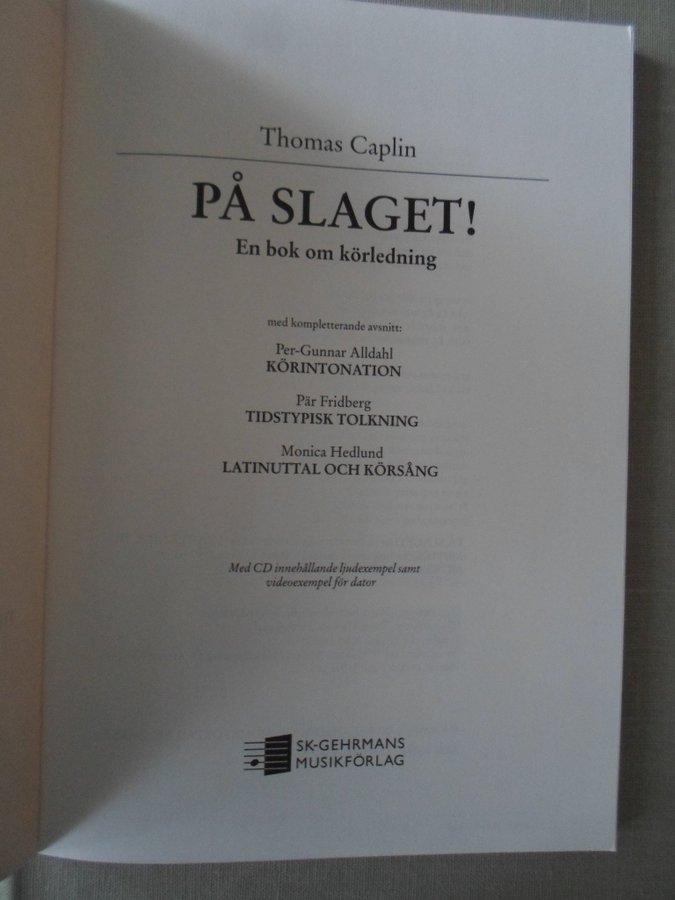 Thomas Caplin
PÅ SLAGET!
En bok om körledning
med kompletterande avsnitt:
Per-Gunnar Alldahl
KÖRINTONATION
Pär Fridberg
TIDSTYPISK TOLKNING
Monica Hedlund
LATINUTTAL OCH KÖRSÅNG
Med CD innehållande ljudexempel samt
videoexempel för dator
SK-GEHRMANS
MUSIKFÖRLAG